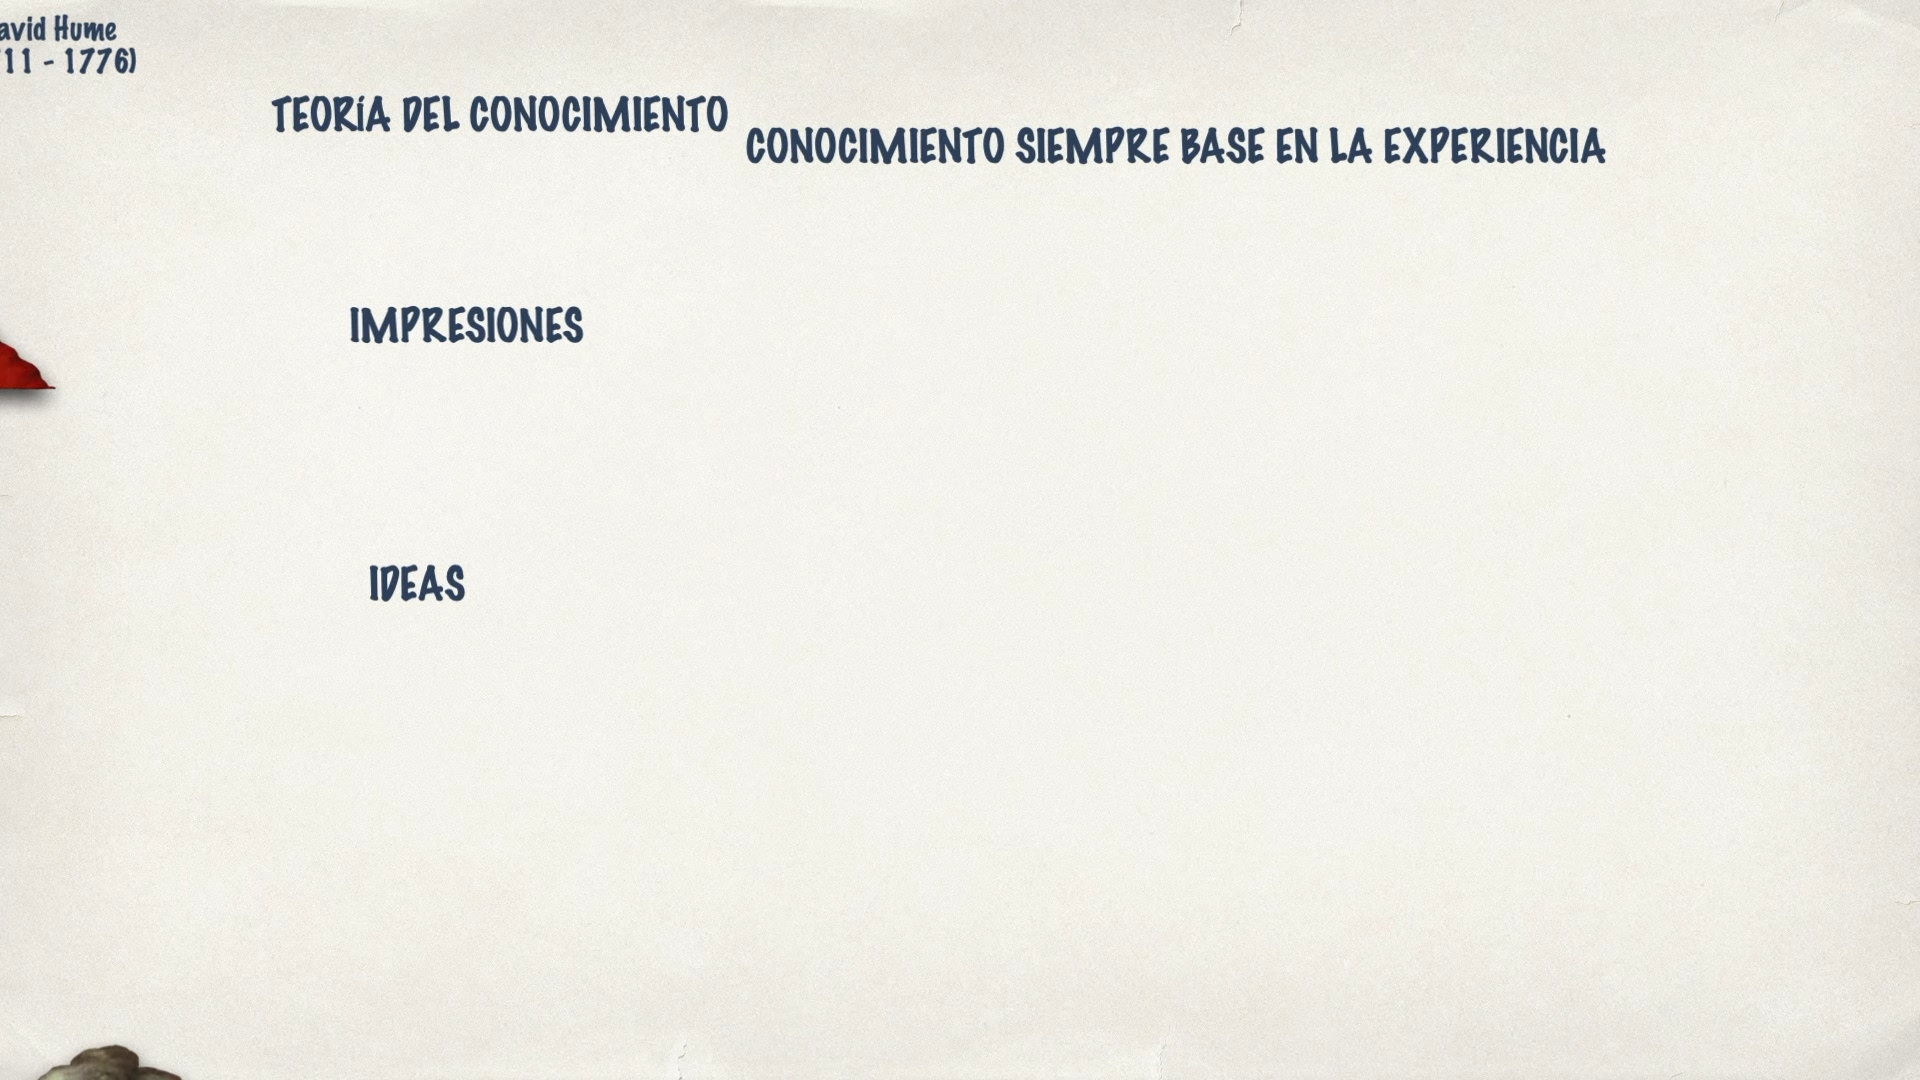 avid Hume
11 - 1776)
TEORíA DEL CONOCIMIENTO
CONOCIMIENTO SIEMPRE BASE EN LA EXPERIENCIA
IMPRESIONES
IDEAS